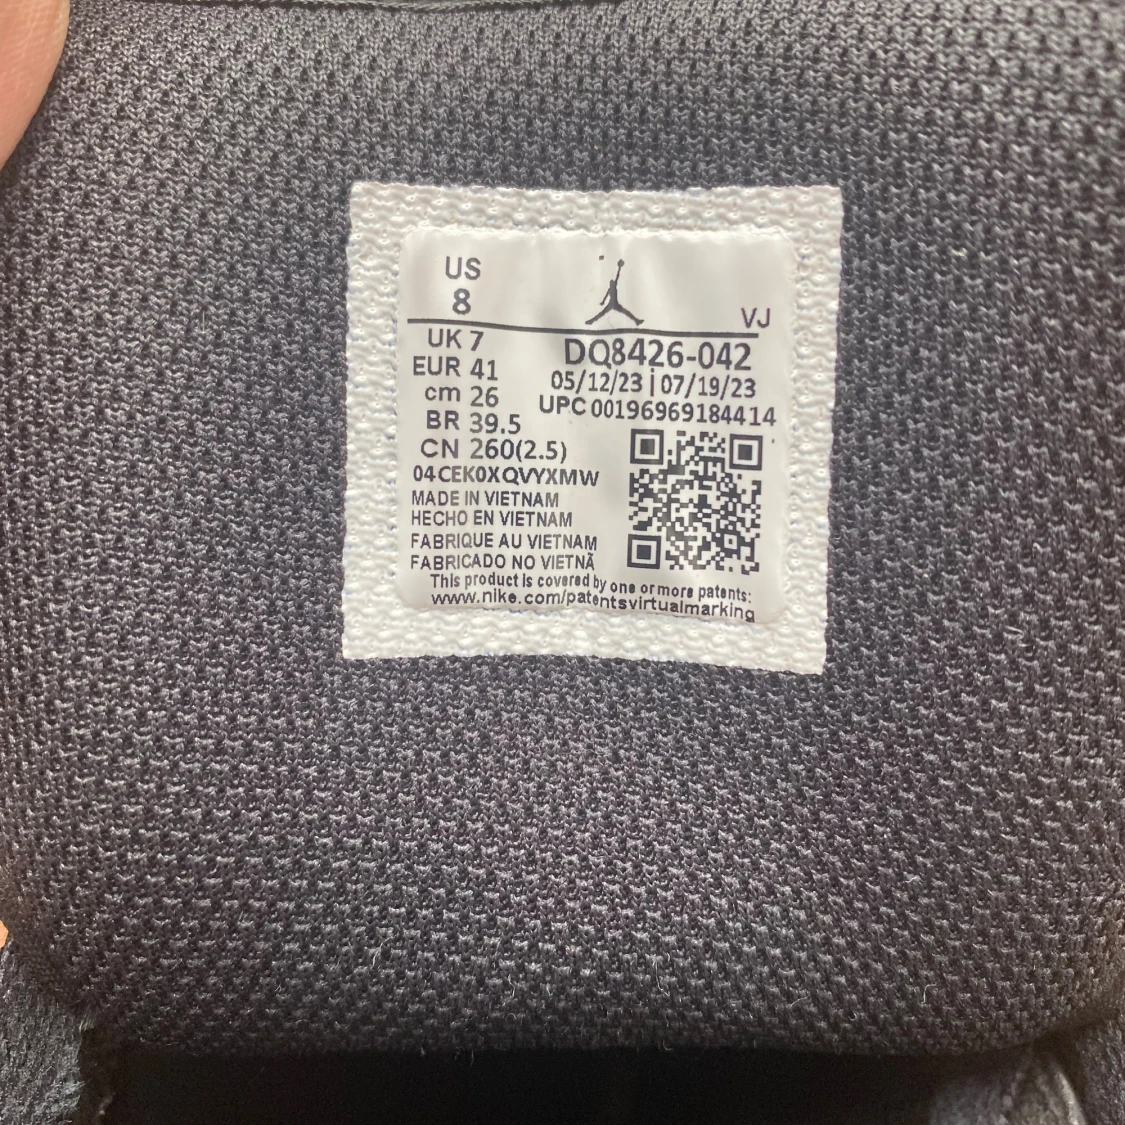 US
8
VJ
UK 7
EUR 41
cm 26
BR 39.5
CN 260(2.5)
DQ8426-042
05/12/23 | 07/19/23
UPC 00196969184414
04CEK0XQVYXMW
MADE IN VIETNAM
HECHO EN VIETNAM
FABRIQUE AU VIETNAM
FABRICADO NO VIETNÃ
This product is covered by one or more patents:
www.nike.com/patentsvirtualmarking